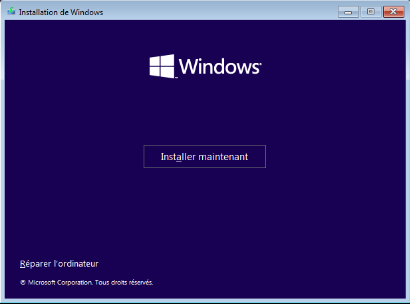 Installation de Windows
Windows
Installer maintenant
Réparer l'ordinateur
© Microsoft Corporation. Tous droits réservés.